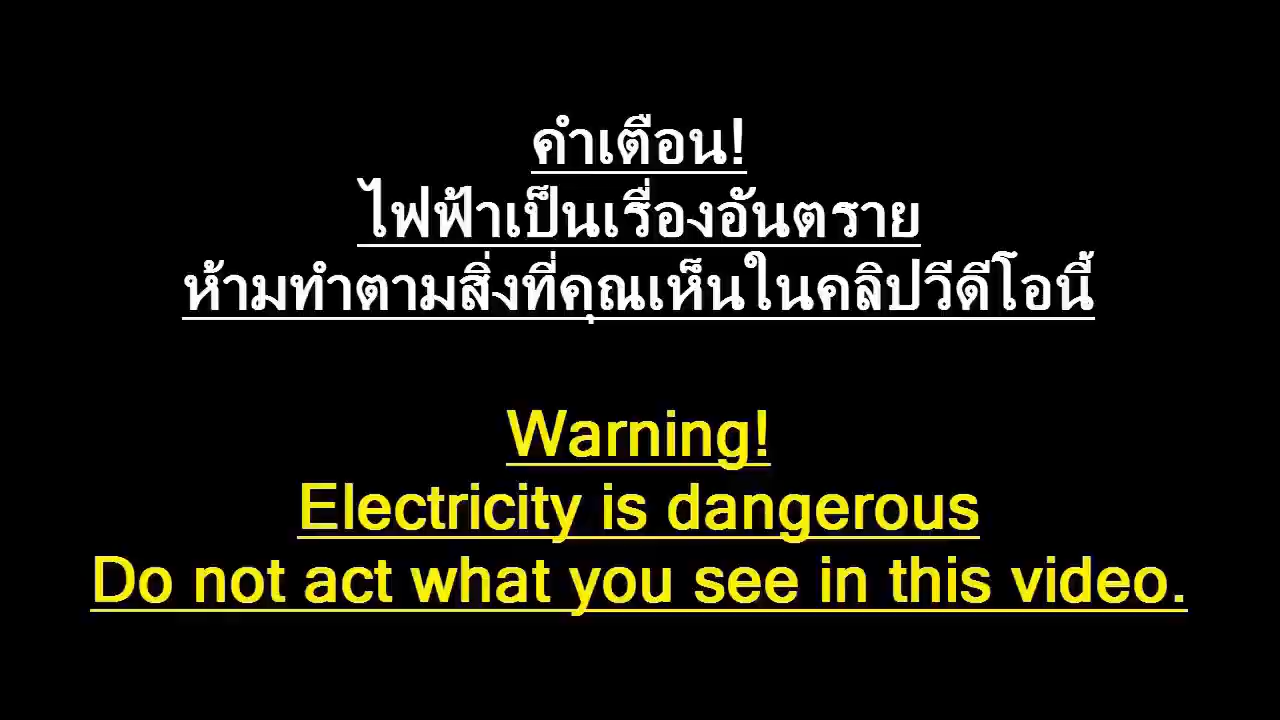 คำเตือน!
ไฟฟ้าเป็นเรื่องอันตราย
ห้ามทำตามสิ่งที่คุณเห็นในคลิปวีดีโอนี้
Warning!
Electricity is dangerous
Do not act what you see in this video.